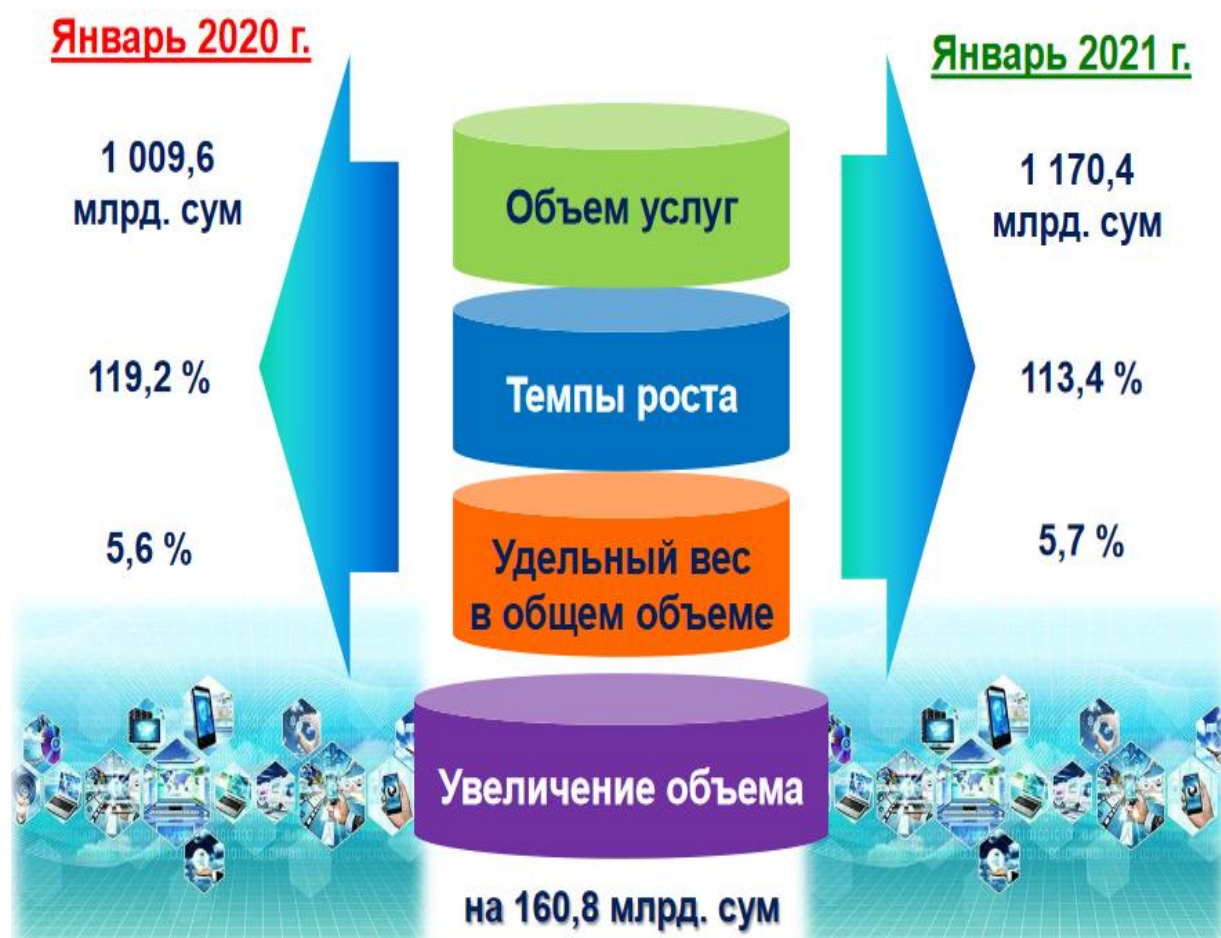 Январь 2020 г.
Январь 2021 г.
1 009,6
млрд. сум
Объем услуг
1 170,4
млрд. сум
119,2 %
Темпы роста
113,4 %
5,6 %
Удельный вес
в общем объеме
5,7 %
Увеличение объема
на 160,8 млрд. сум